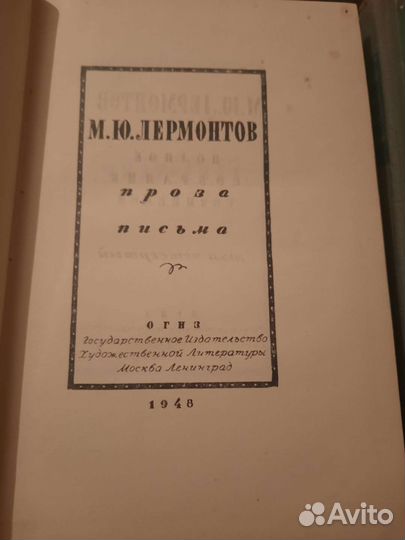 М.Ю.ЛЕРМОНТОВ
проза
письма
ОГИЗ
Государственное Издательство
Художественной Литературы
Москва Ленинград
1948
Avito